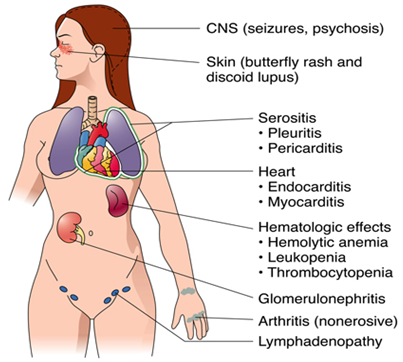 CNS (seizures, psychosis)
Skin (butterfly rash and
discoid lupus)
Serositis
• Pleuritis
• Pericarditis
Heart
• Endocarditis
• Myocarditis
Hematologic effects
• Hemolytic anemia
• Leukopenia
• Thrombocytopenia
Glomerulonephritis
Arthritis (nonerosive)
Lymphadenopathy